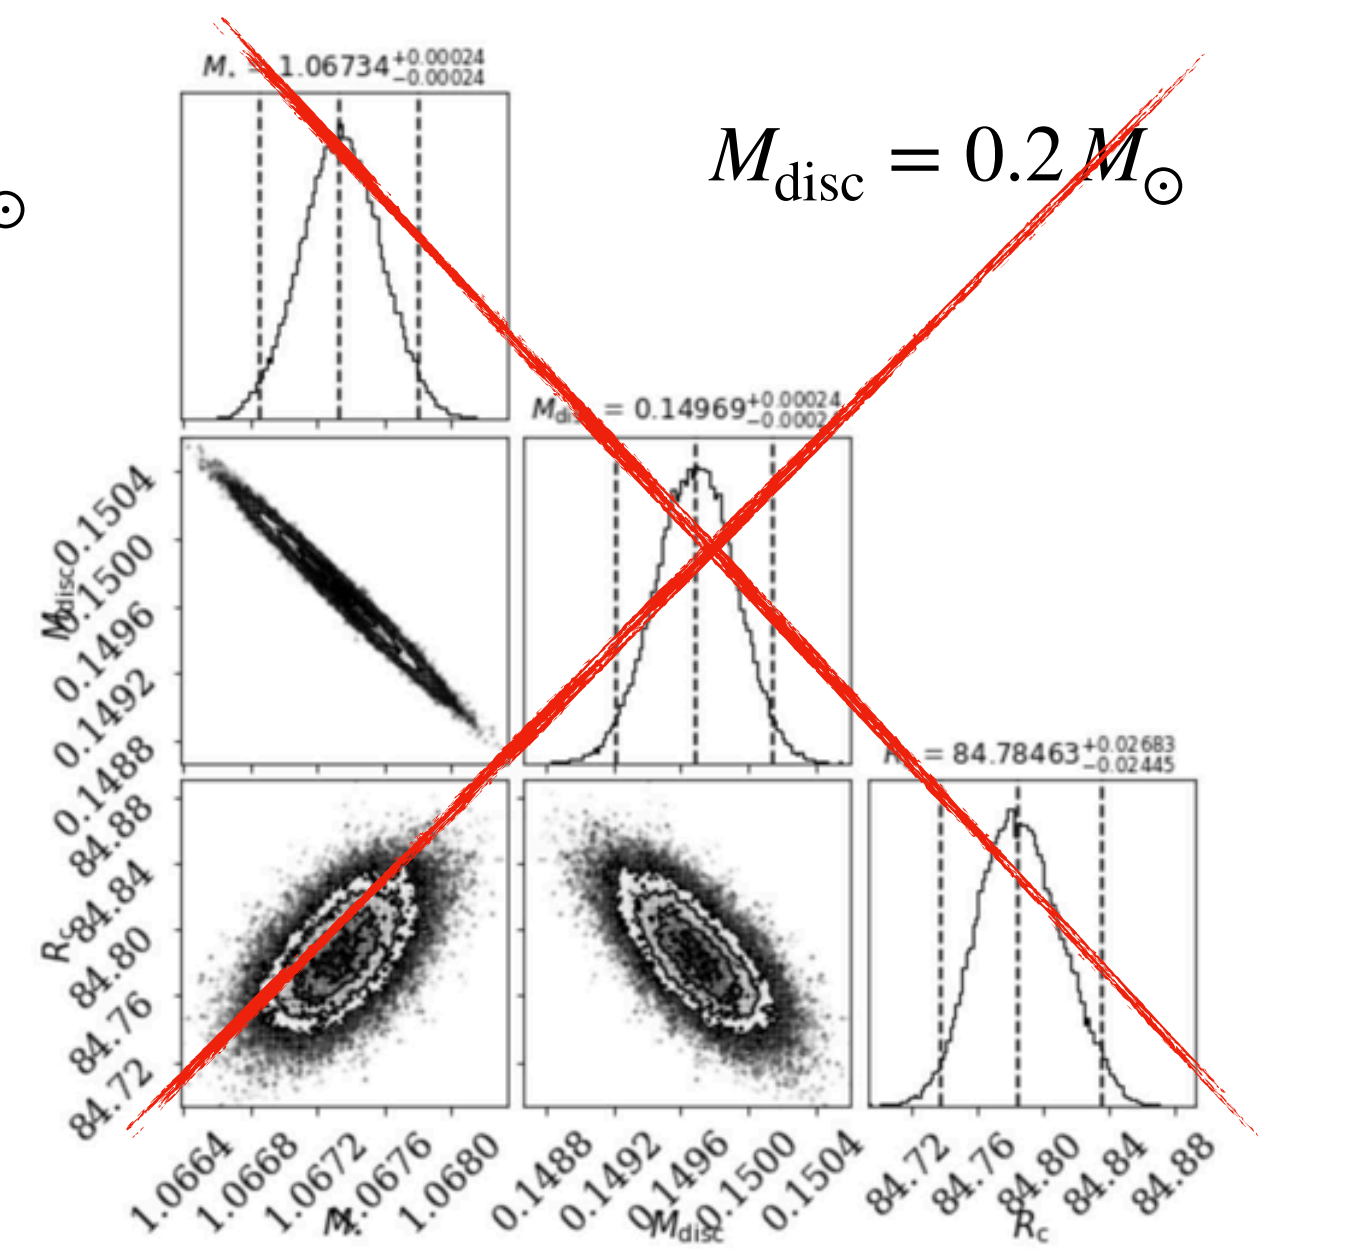 M⋆ = 1.06734 +0.00024 −0.00024
M_disc = 0.2 M⊙
⊙
M_disc = 0.14969 +0.00024 −0.00024
M_disc
0.1504
0.1500
0.1496
0.1492
0.1488
= 84.78463 +0.02683 −0.02445
R_c
84.88
84.84
84.80
84.76
84.72
1.0664 1.0668 1.0672 1.0676 1.0680
0.1488 0.1492 0.1496 0.1500 0.1504
84.72 84.76 84.80 84.84 84.88
M⋆ M_disc R_c